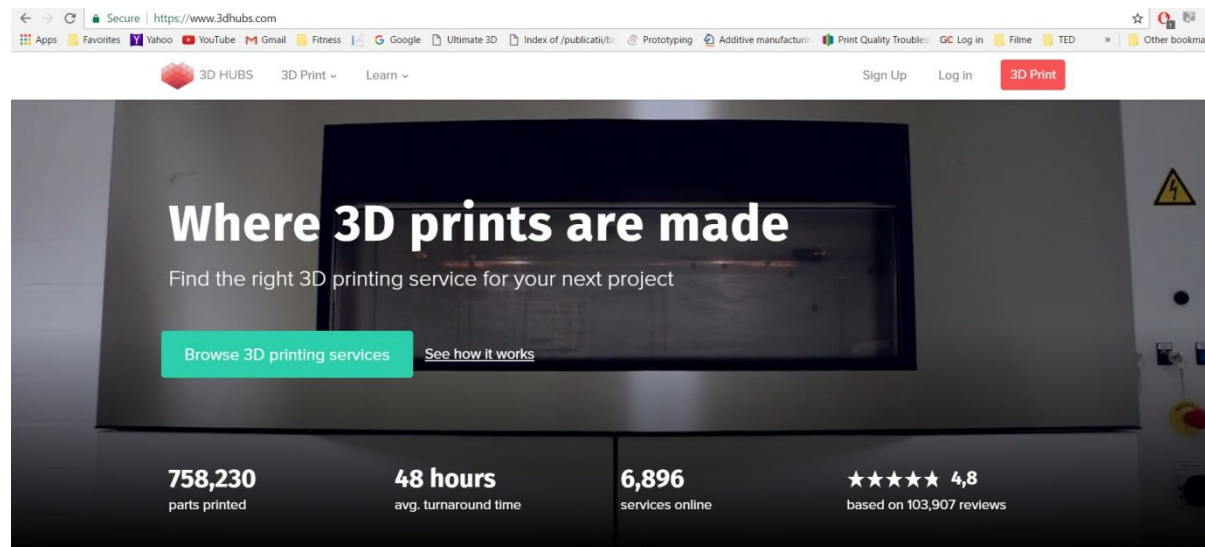 Secure | https://www.3dhubs.com
Apps Favorites Yahoo YouTube Gmail Fitness Google Ultimate 3D Index of /publicatii/b Prototyping Additive manufacturin Print Quality Troubles GC Log in Filme TED » Other bookma
3D HUBS 3D Print Learn Sign Up Log in 3D Print
Where 3D prints are made
Find the right 3D printing service for your next project
Browse 3D printing services See how it works
758,230 48 hours 6,896 4,8
parts printed avg. turnaround time services online based on 103,907 reviews